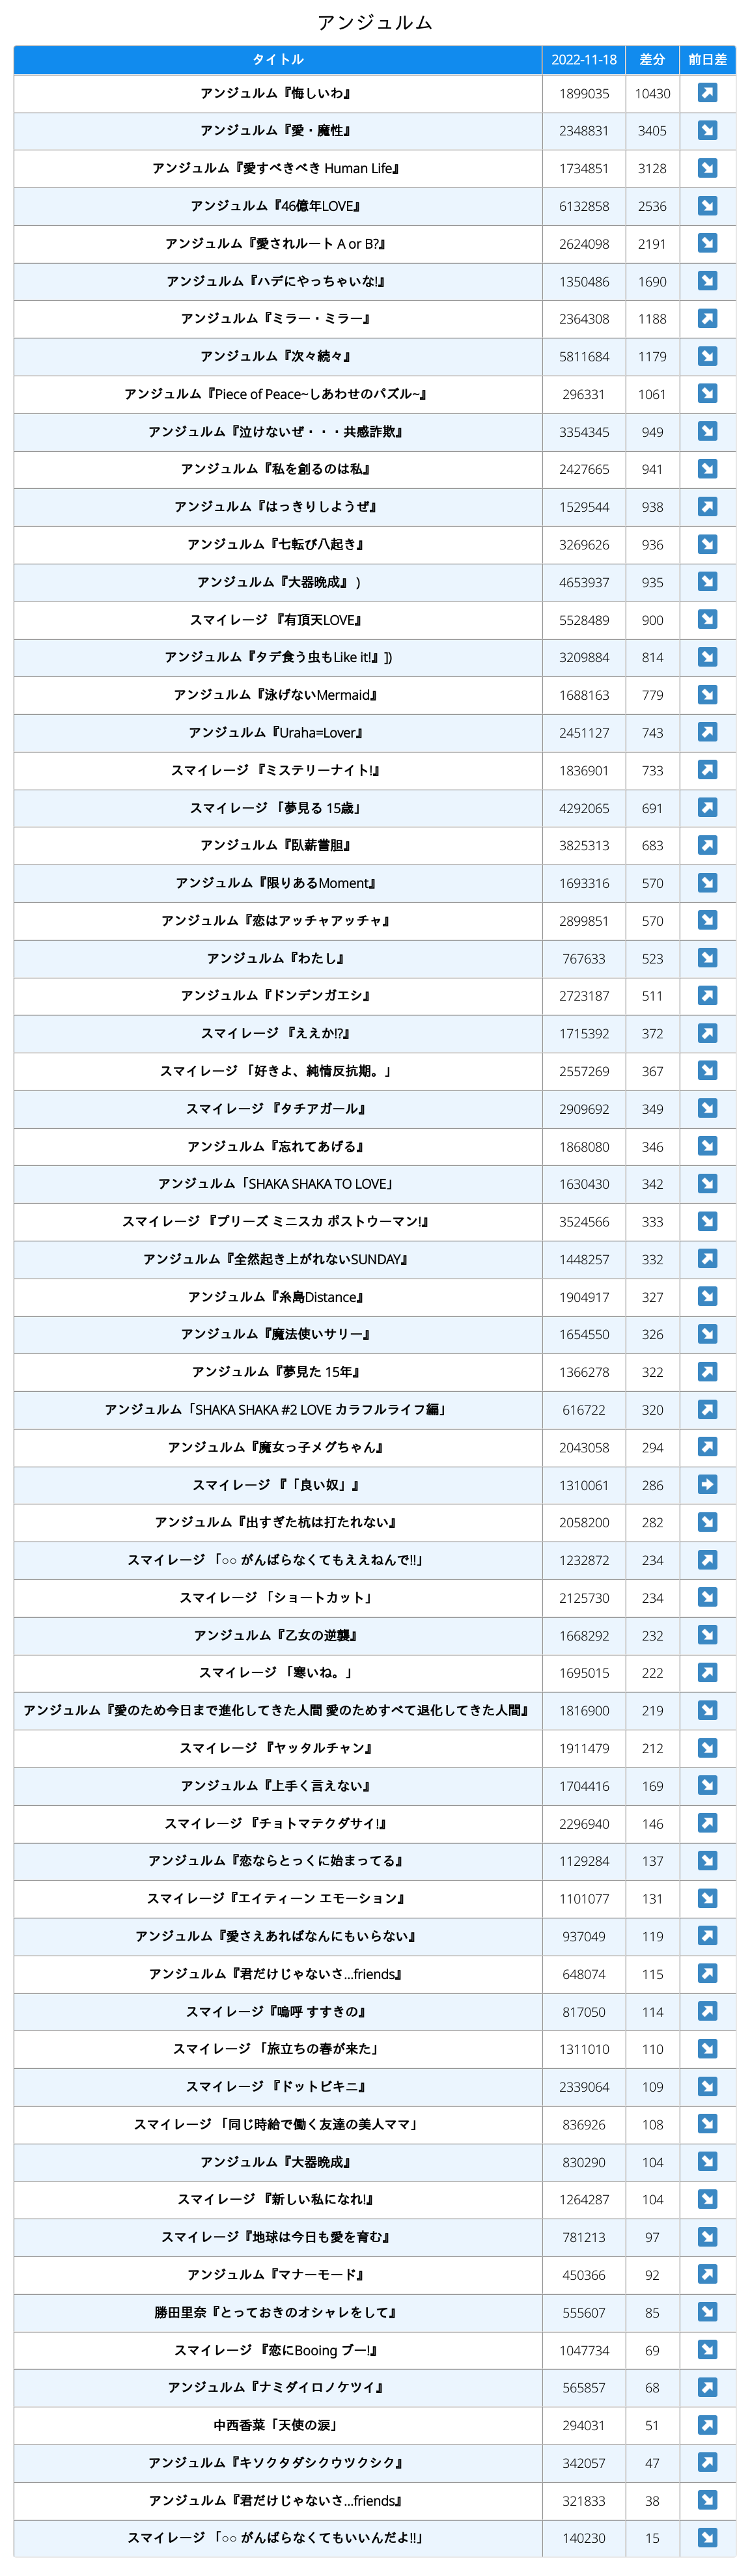 アンジュルム
タイトル 2022-11-18 差分 前日差
アンジュルム『悔しいわ』 1899035 10430
アンジュルム『愛・魔性』 2348831 3405
アンジュルム『愛すべきべき Human Life』 1734851 3128
アンジュルム『46億年LOVE』 6132858 2536
アンジュルム『愛されルート A or B?』 2624098 2191
アンジュルム『ハデにやっちゃいな!』 1350486 1690
アンジュルム『ミラー・ミラー』 2364308 1188
アンジュルム『次々続々』 5811684 1179
アンジュルム『Piece of Peace~しあわせのパズル~』 296331 1061
アンジュルム『泣けないぜ・・・共感詐欺』 3354345 949
アンジュルム『私を創るのは私』 2427665 941
アンジュルム『はっきりしようぜ』 1529544 938
アンジュルム『七転び八起き』 3269626 936
アンジュルム『大器晩成』 ) 4653937 935
スマイレージ 『有頂天LOVE』 5528489 900
アンジュルム『タデ食う虫もLike it!』]) 3209884 814
アンジュルム『泳げないMermaid』 1688163 779
アンジュルム『Uraha=Lover』 2451127 743
スマイレージ 『ミステリーナイト!』 1836901 733
スマイレージ 「夢見る 15歳」 4292065 691
アンジュルム『臥薪嘗胆』 3825313 683
アンジュルム『限りあるMoment』 1693316 570
アンジュルム『恋はアッチャアッチャ』 2899851 570
アンジュルム『わたし』 767633 523
アンジュルム『ドンデンガエシ』 2723187 511
スマイレージ 『ええか!?』 1715392 372
スマイレージ 「好きよ、純情反抗期。」 2557269 367
スマイレージ 『タチアガール』 2909692 349
アンジュルム『忘れてあげる』 1868080 346
アンジュルム「SHAKA SHAKA TO LOVE」 1630430 342
スマイレージ 『プリーズ ミニスカ ポストウーマン!』 3524566 333
アンジュルム『全然起き上がれないSUNDAY』 1448257 332
アンジュルム『糸島Distance』 1904917 327
アンジュルム『魔法使いサリー』 1654550 326
アンジュルム『夢見た 15年』 1366278 322
アンジュルム「SHAKA SHAKA #2 LOVE カラフルライフ編」 616722 320
アンジュルム『魔女っ子メグちゃん』 2043058 294
スマイレージ 『「良い奴」』 1310061 286
アンジュルム『出すぎた杭は打たれない』 2058200 282
スマイレージ 「○○ がんばらなくてもええねんで!!」 1232872 234
スマイレージ 「ショートカット」 2125730 234
アンジュルム『乙女の逆襲』 1668292 232
スマイレージ 「寒いね。」 1695015 222
アンジュルム『愛のため今日まで進化してきた人間 愛のためすべて退化してきた人間』 1816900 219
スマイレージ 『ヤッタルチャン』 1911479 212
アンジュルム『上手く言えない』 1704416 169
スマイレージ 『チョトマテクダサイ!』 2296940 146
アンジュルム『恋ならとっくに始まってる』 1129284 137
スマイレージ『エイティーン エモーション』 1101077 131
アンジュルム『愛さえあればなんにもいらない』 937049 119
アンジュルム『君だけじゃないさ...friends』 648074 115
スマイレージ『嗚呼 すすきの』 817050 114
スマイレージ 「旅立ちの春が来た」 1311010 110
スマイレージ 『ドットビキニ』 2339064 109
スマイレージ 「同じ時給で働く友達の美人ママ」 836926 108
アンジュルム『大器晩成』 830290 104
スマイレージ 『新しい私になれ!』 1264287 104
スマイレージ『地球は今日も愛を育む』 781213 97
アンジュルム『マナーモード』 450366 92
勝田里奈『とっておきのオシャレをして』 555607 85
スマイレージ 『恋にBooing ブー!』 1047734 69
アンジュルム『ナミダイロノケツイ』 565857 68
中西香菜「天使の涙」 294031 51
アンジュルム『キソクタダシクウツクシク』 342057 47
アンジュルム『君だけじゃないさ...friends』 321833 38
スマイレージ 「○○ がんばらなくてもいいんだよ!!」 140230 15